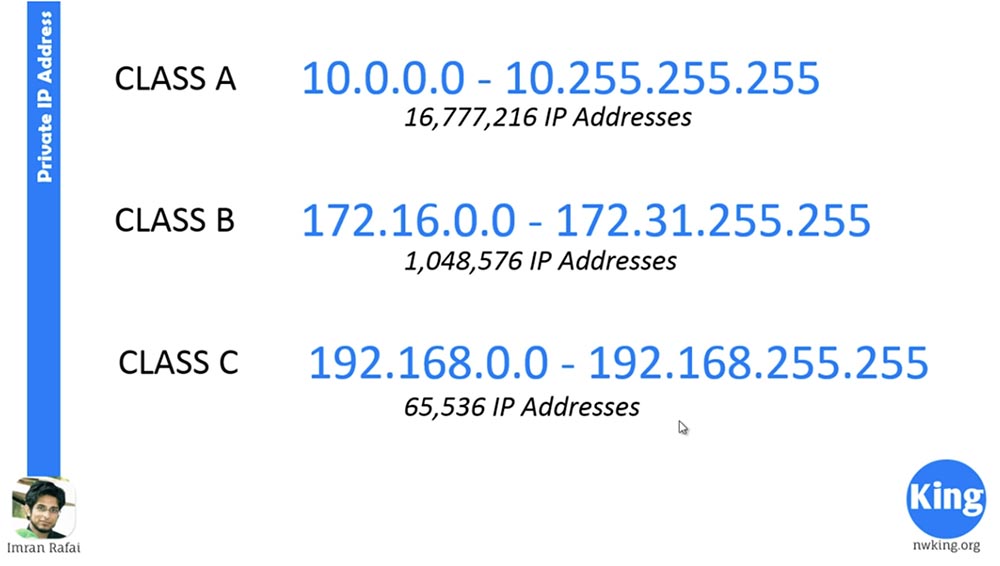 Private IP Address
CLASS A
10.0.0.0 - 10.255.255.255
16,777,216 IP Addresses
CLASS B
172.16.0.0 - 172.31.255.255
1,048,576 IP Addresses
CLASS C
192.168.0.0 - 192.168.255.255
65,536 IP Addresses
Imran Rafai
King
nwking.org